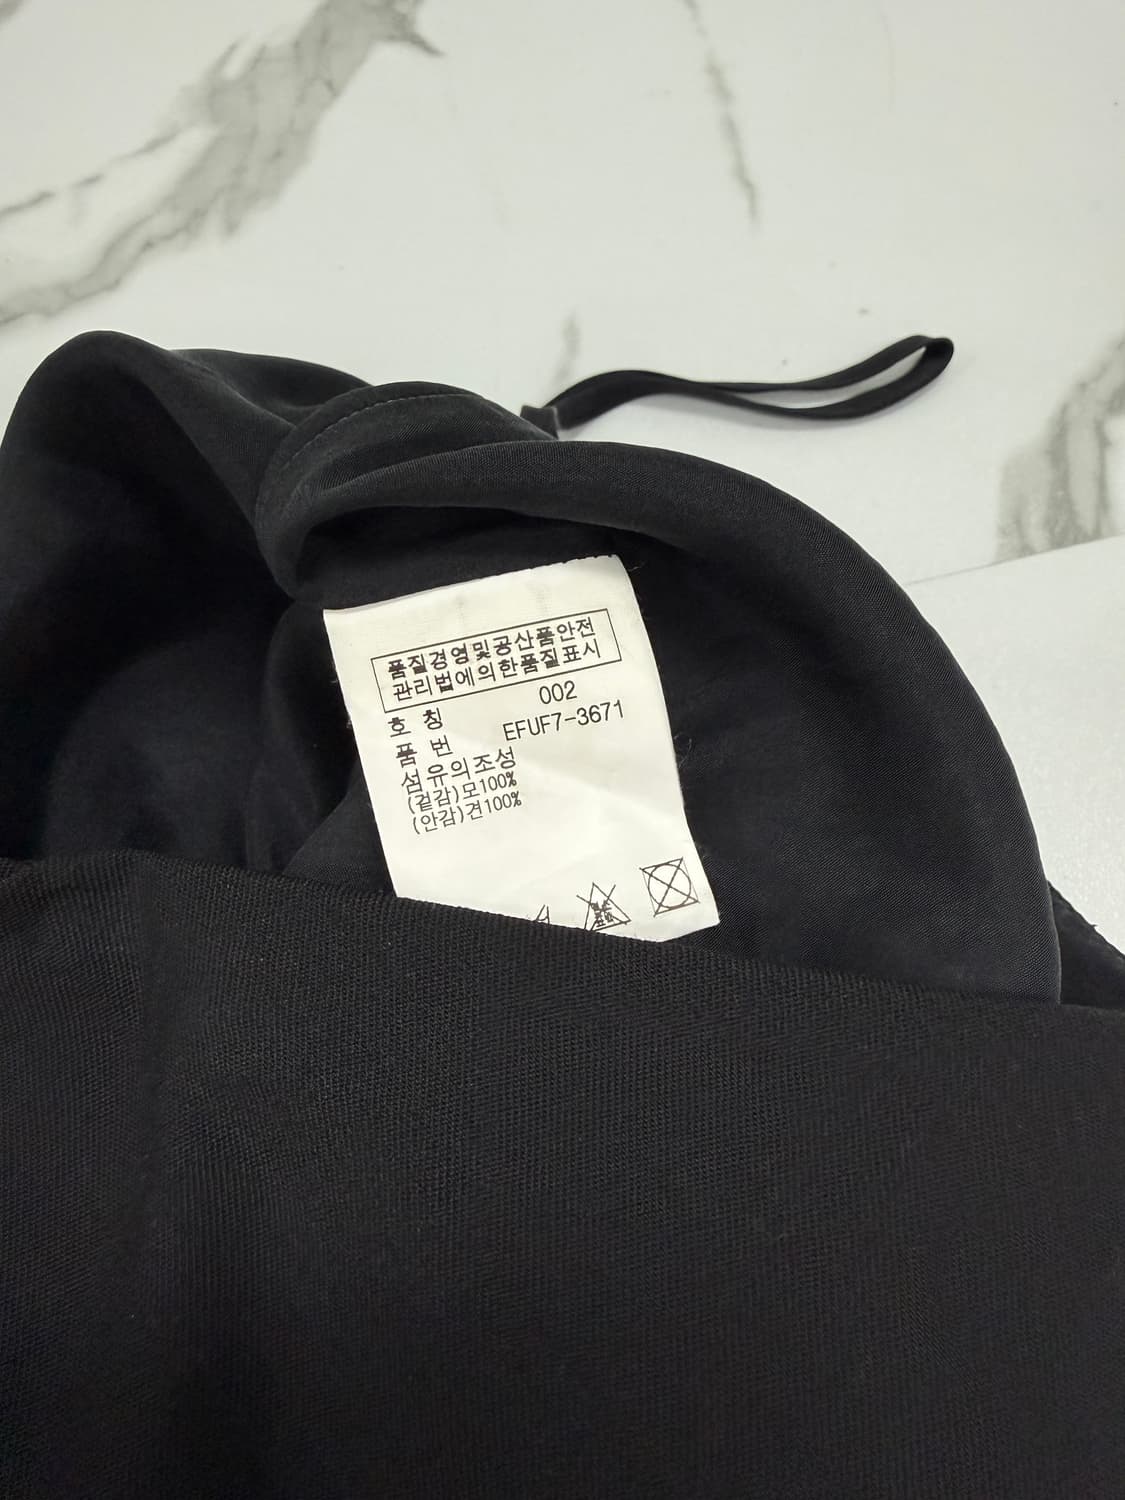 품질경영및공산품안전
관리법에의한품질표시
호 칭 002
품 번 EFUF7-3671
섬유의조성
(겉감)모100%
(안감)견100%